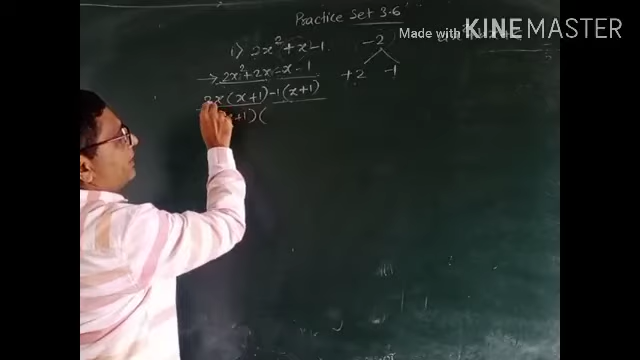 Practice Set 3.6
Made with KINEMASTER
1) 2x² + x - 1
-2
→ 2x² + 2x - x - 1
+2 -1
2x (x+1) -1 (x+1)
x+1) (